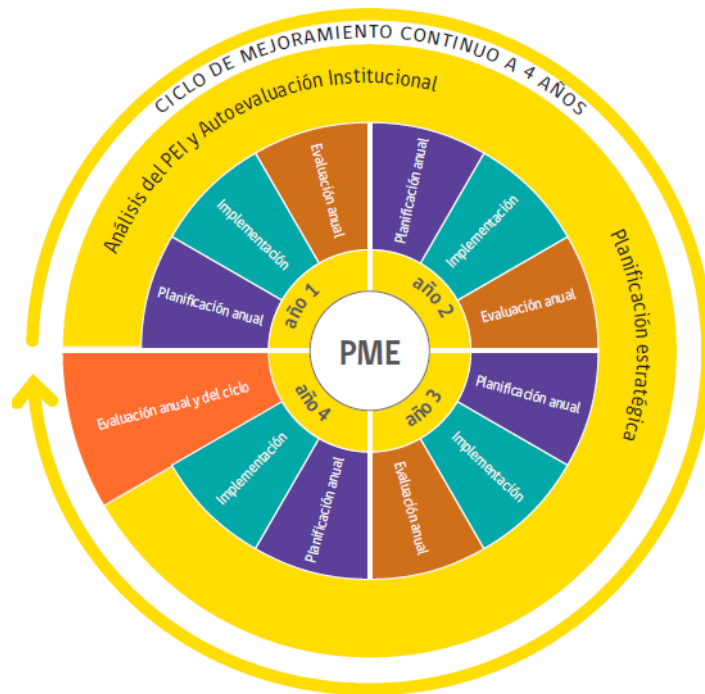 CICLO DE MEJORAMIENTO CONTINUO A 4 AÑOS
Análisis del PEI y Autoevaluación Institucional
Planificación estratégica
PME
año 1
Planificación anual
Implementación
Evaluación anual
año 2
Planificación anual
Implementación
Evaluación anual
año 3
Planificación anual
Implementación
Evaluación anual
año 4
Planificación anual
Implementación
Evaluación anual y del ciclo